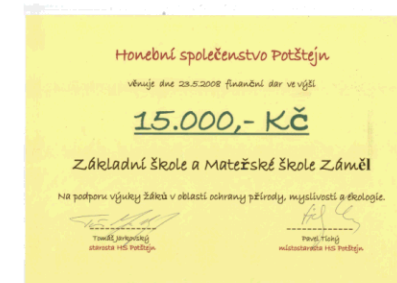 Honební společenstvo Potštejn
věnuje dne 23.5.2008 finanční dar ve výši
15.000,- Kč
Základní škole a Mateřské škole Záměl
Na podporu výuky žáků v oblasti ochrany přírody, myslivosti a ekologie.
Tomáš Javkovský
Pavel Tichý
starosta HS Potštejn
místostarosta HS Potštejn